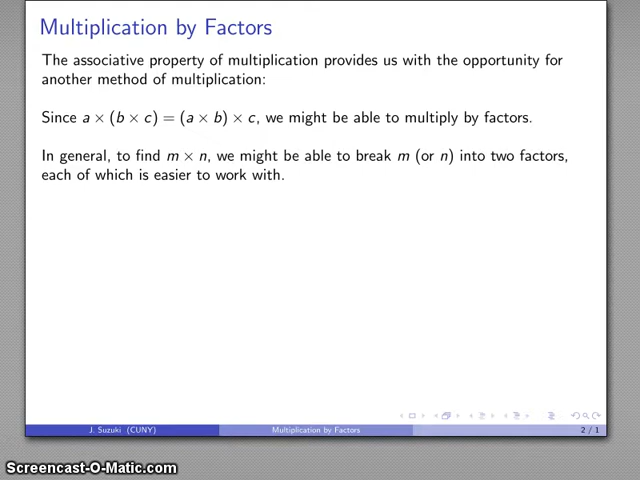 Multiplication by Factors
The associative property of multiplication provides us with the opportunity for
another method of multiplication:
Since a × (b × c) = (a × b) × c, we might be able to multiply by factors.
In general, to find m × n, we might be able to break m (or n) into two factors,
each of which is easier to work with.
J. Suzuki (CUNY) Multiplication by Factors 2 / 1
Screencast-O-Matic.com